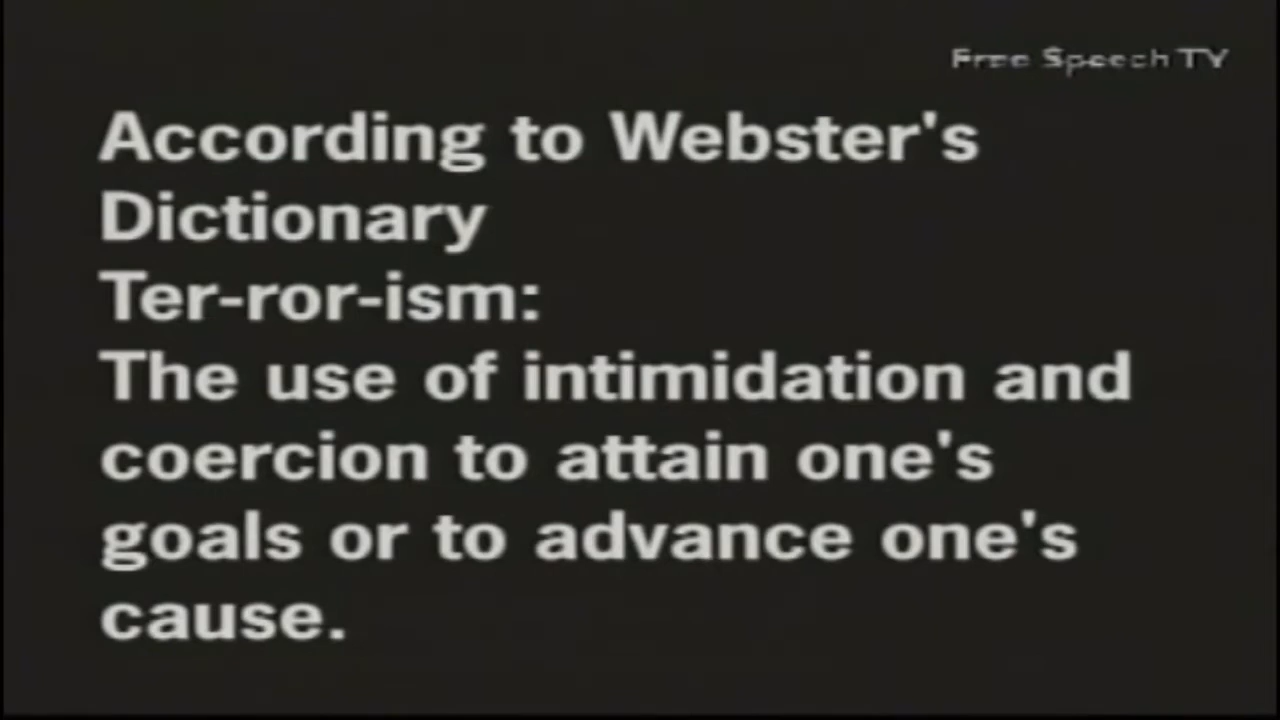 Free Speech TV
According to Webster's
Dictionary
Ter-ror-ism:
The use of intimidation and
coercion to attain one's
goals or to advance one's
cause.